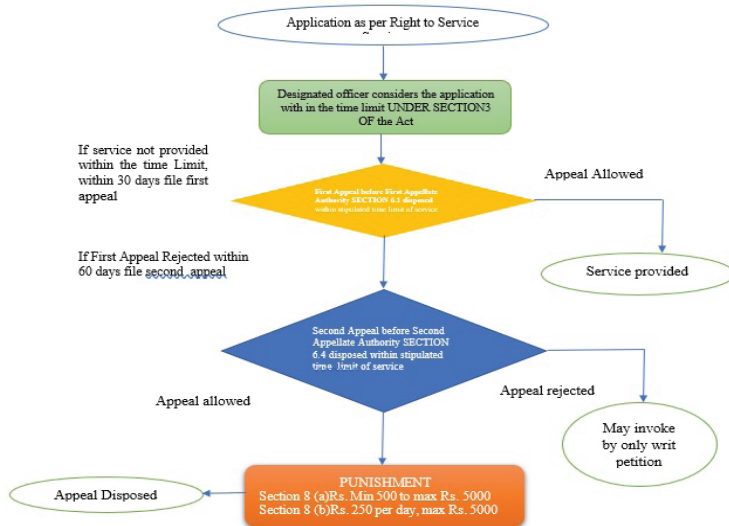 Application as per Right to Service
Designated officer considers the application
with in the time limit UNDER SECTION3
OF the Act
If service not provided
within the time Limit,
within 30 days file first
appeal
First Appeal before First Appellate
Authority SECTION 6.1 disposed
within stipulated time limit of service
Appeal Allowed
Service provided
If First Appeal Rejected within
60 days file second appeal
Second Appeal before Second
Appellate Authority SECTION
6.4 disposed within stipulated
time limit of service
Appeal allowed
Appeal rejected
May invoke
by only writ
petition
PUNISHMENT
Section 8 (a)Rs. Min 500 to max Rs. 5000
Section 8 (b)Rs. 250 per day, max Rs. 5000
Appeal Disposed